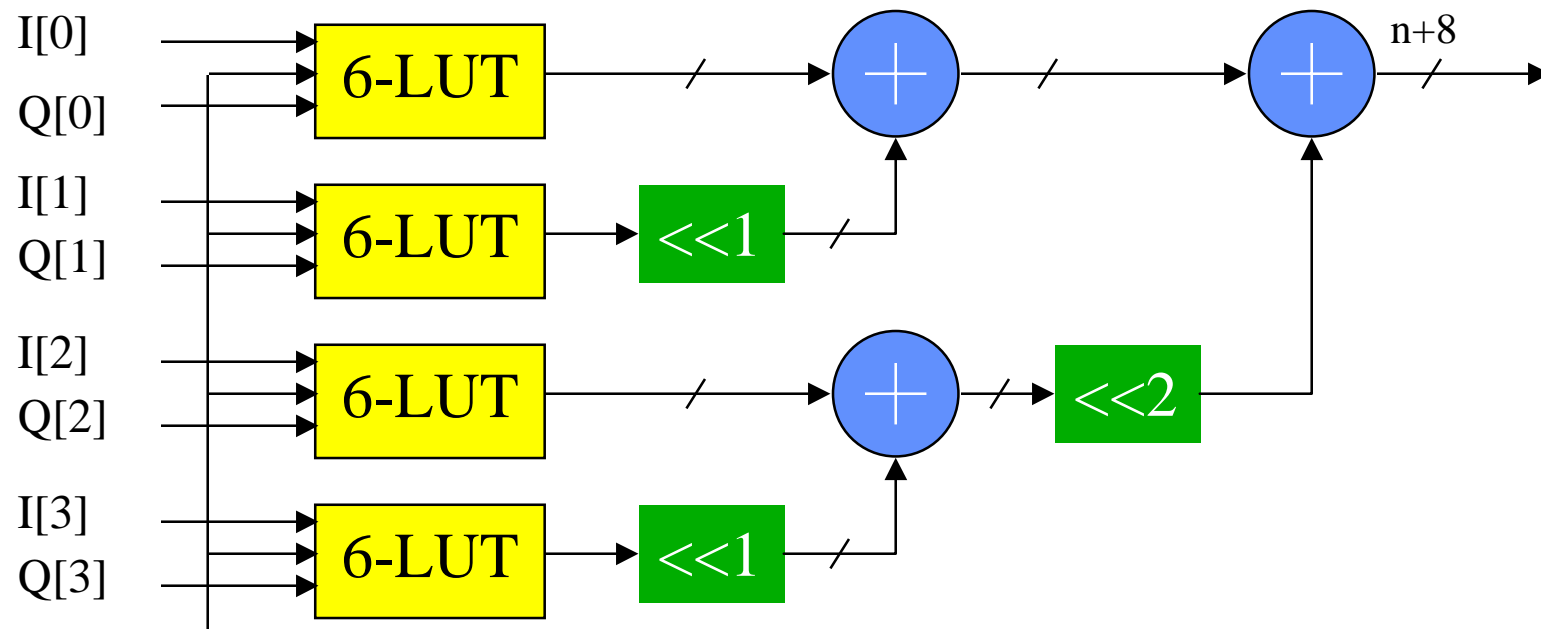 I[0]
Q[0]
6-LUT
+
+
n+8
I[1]
Q[1]
6-LUT
<<1
I[2]
Q[2]
6-LUT
+
<<2
I[3]
Q[3]
6-LUT
<<1